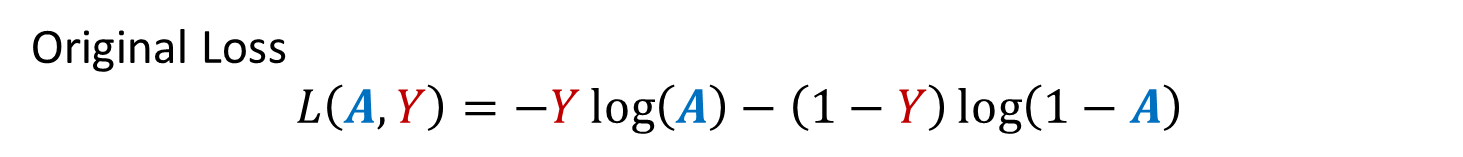 Original Loss
L(A, Y) = −Y log(A) − (1 − Y) log(1 − A)